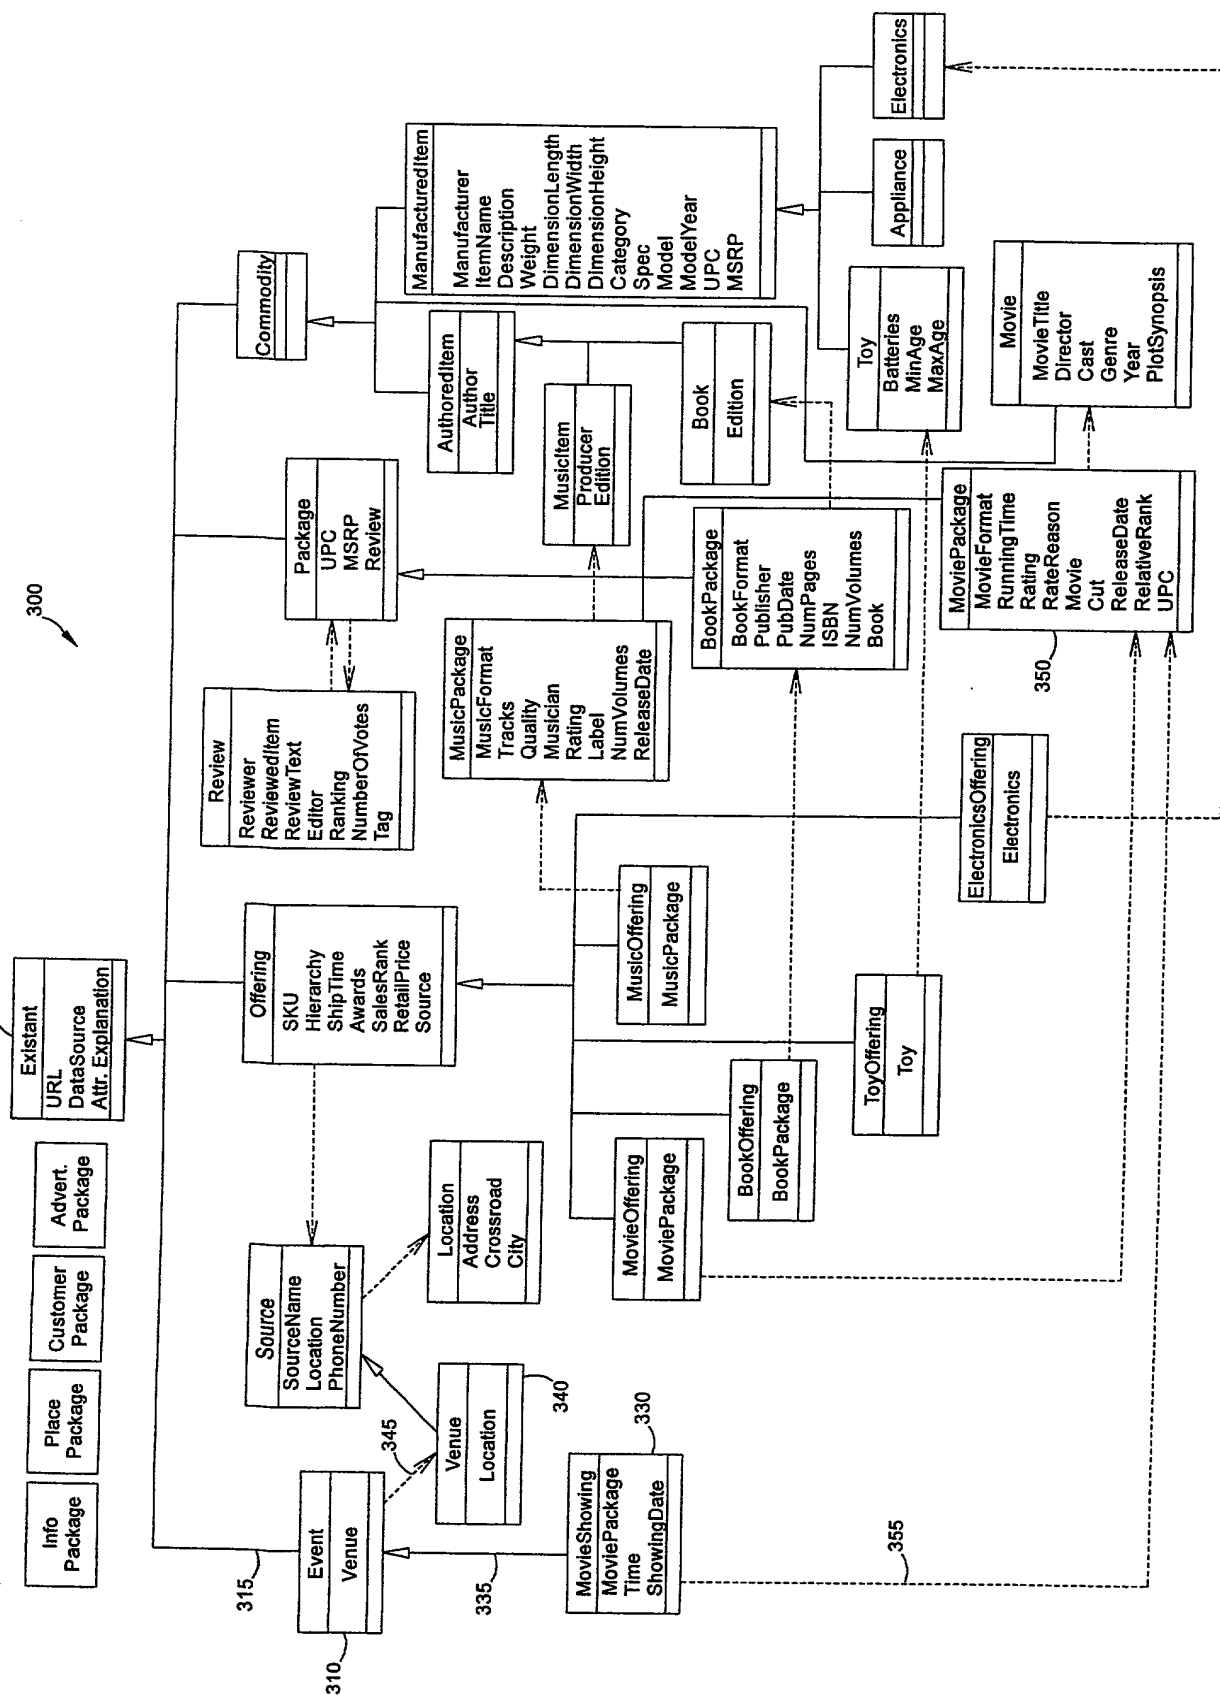 300
Info
Package
Place
Package
Customer
Package
Advert.
Package
Existant
URL
DataSource
Attr. Explanation
315
Event
Venue
310
345
Source
SourceName
Location
PhoneNumber
Offering
SKU
Hierarchy
ShipTime
Awards
SalesRank
RetailPrice
Source
Review
Reviewer
ReviewedItem
ReviewText
Editor
Ranking
NumberOfVotes
Tag
Package
UPC
MSRP
Review
Commodity
Venue
Location
340
Location
Address
Crossroad
City
335
MovieShowing
MoviePackage
Time
ShowingDate
330
355
MusicPackage
MusicFormat
Tracks
Quality
Musician
Rating
Label
NumVolumes
ReleaseDate
AuthoredItem
Author
Title
ManufacturedItem
Manufacturer
ItemName
Description
Weight
DimensionLength
DimensionWidth
DimensionHeight
Category
Spec
Model
ModelYear
UPC
MSRP
MusicItem
Producer
Edition
Book
Edition
MovieOffering
MoviePackage
MusicOffering
MusicPackage
BookOffering
BookPackage
BookPackage
BookFormat
Publisher
PubDate
NumPages
ISBN
NumVolumes
Book
ToyOffering
Toy
Toy
Batteries
MinAge
MaxAge
Appliance
Electronics
ElectronicsOffering
Electronics
MoviePackage
MovieFormat
RunningTime
Rating
RateReason
Movie
Cut
ReleaseDate
RelativeRank
UPC
350
Movie
MovieTitle
Director
Cast
Genre
Year
PlotSynopsis